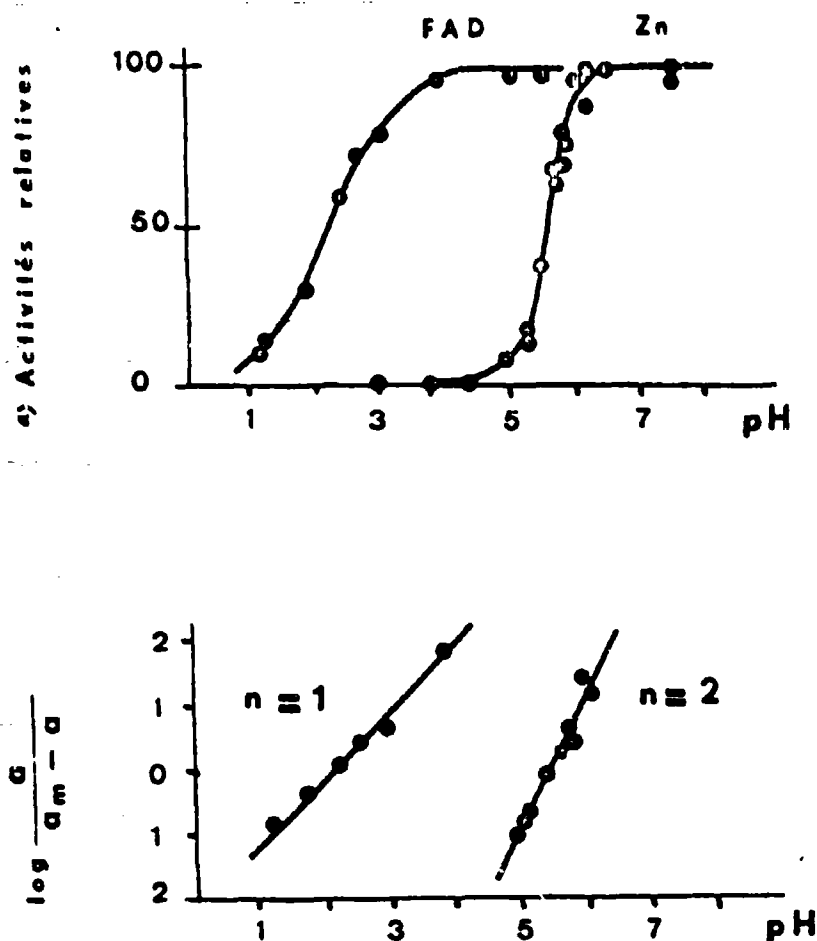 FAD Zn
a) Activités relatives
100
50
0
1 3 5 7 pH
log a / a_m – a
2
1
0
1
2
n = 1
n = 2
1 3 5 7 pH